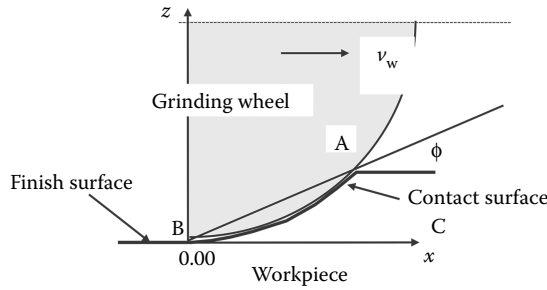 z
v_w
Grinding wheel
A
ϕ
Finish surface
Contact surface
B
C
0.00
x
Workpiece